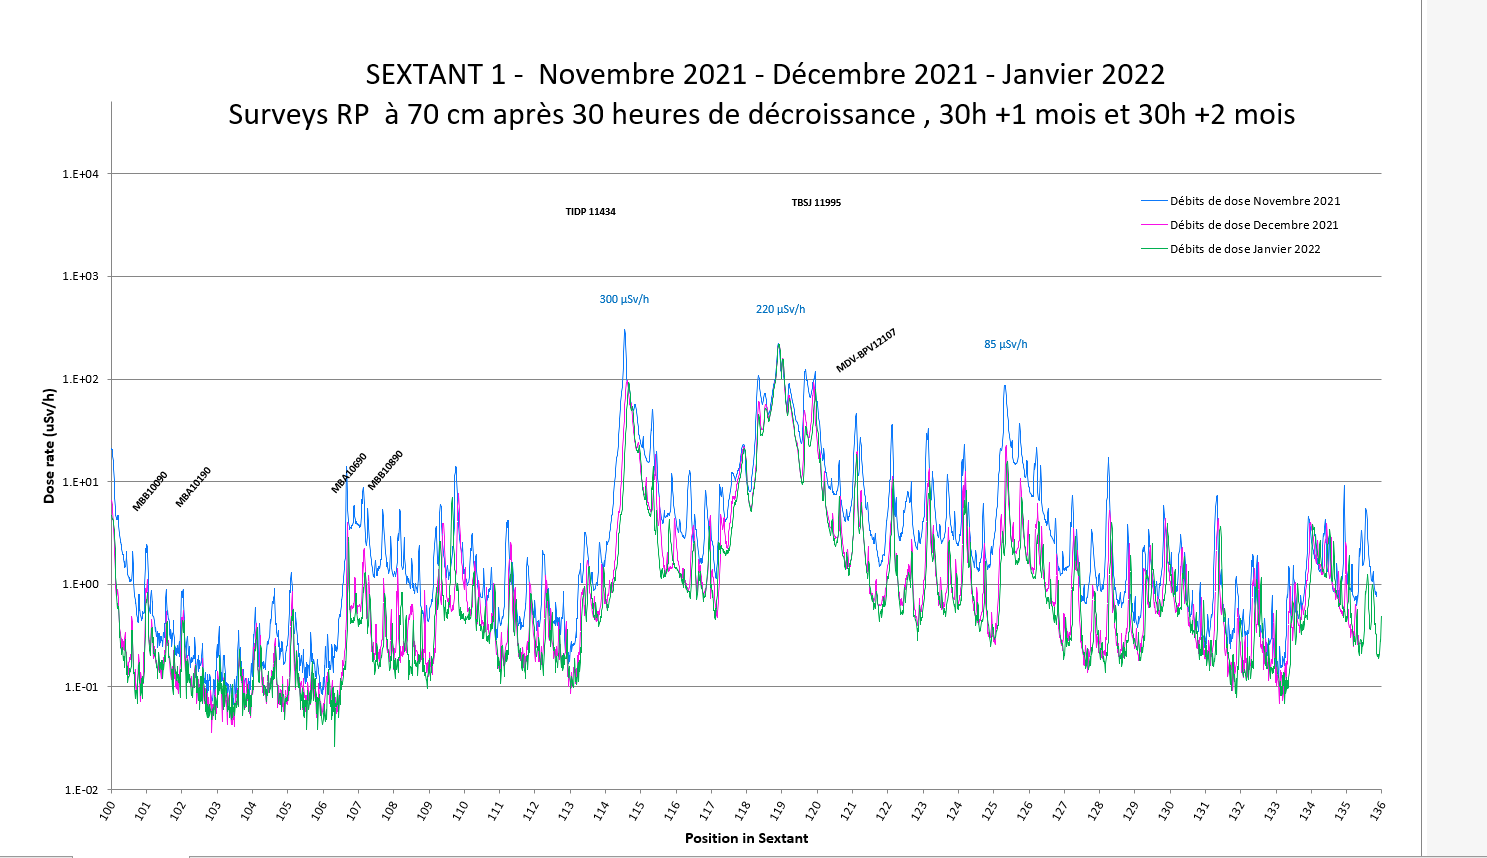 SEXTANT 1 -  Novembre 2021 - Décembre 2021 - Janvier 2022
Surveys RP  à 70 cm après 30 heures de décroissance , 30h +1 mois et 30h +2 mois
1.E+04
TIDP 11434
TBSJ 11995
Débits de dose Novembre 2021
Débits de dose Decembre 2021
Débits de dose Janvier 2022
1.E+03
300 µSv/h
220 µSv/h
MDV-BPV12107
85 µSv/h
1.E+02
Dose rate (uSv/h)
MBB10090
MBA10190
MBA10690
MBB10890
1.E+01
1.E+00
1.E-01
1.E-02
100 101 102 103 104 105 106 107 108 109 110 111 112 113 114 115 116 117 118 119 120 121 122 123 124 125 126 127 128 129 130 131 132 133 134 135 136
Position in Sextant